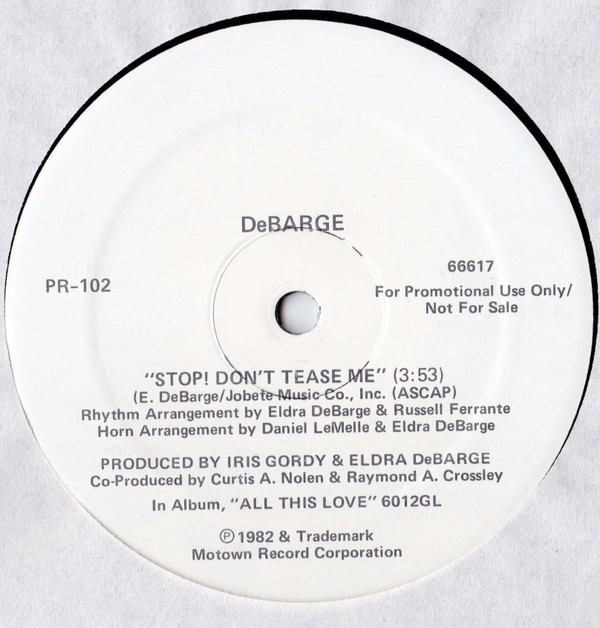 DeBARGE
66617
PR-102
For Promotional Use Only/
Not For Sale
"STOP! DON'T TEASE ME" (3:53)
(E. DeBarge/Jobete Music Co., Inc. (ASCAP)
Rhythm Arrangement by Eldra DeBarge & Russell Ferrante
Horn Arrangement by Daniel LeMelle & Eldra DeBarge
PRODUCED BY IRIS GORDY & ELDRA DeBARGE
Co-Produced by Curtis A. Nolen & Raymond A. Crossley
In Album, "ALL THIS LOVE" 6012GL
℗ 1982 & Trademark
Motown Record Corporation